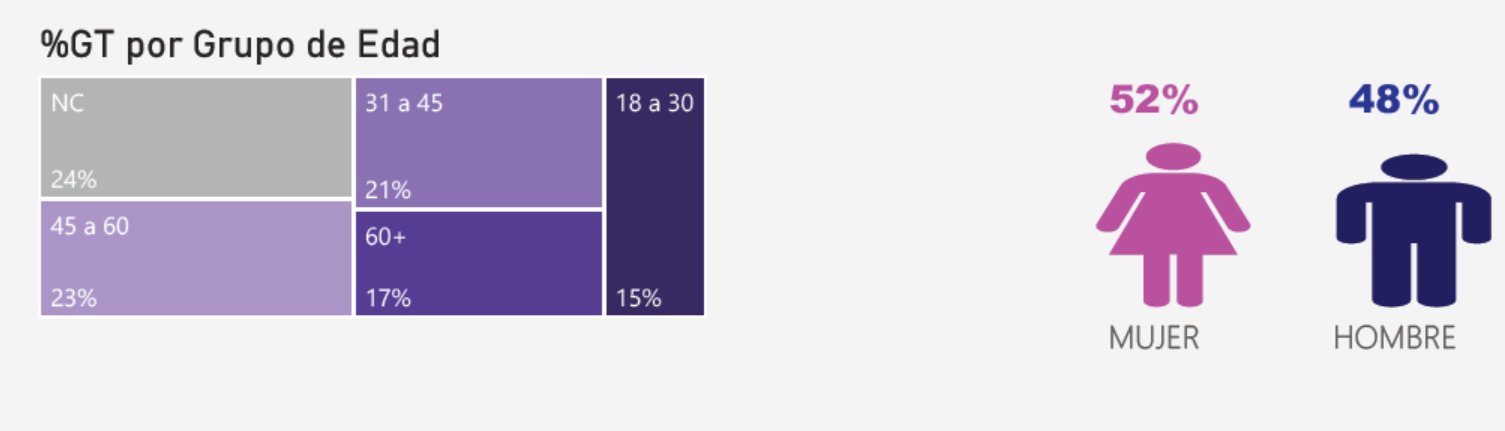 %GT por Grupo de Edad
NC
24%
45 a 60
23%
31 a 45
21%
60+
17%
18 a 30
15%
52%
MUJER
48%
HOMBRE